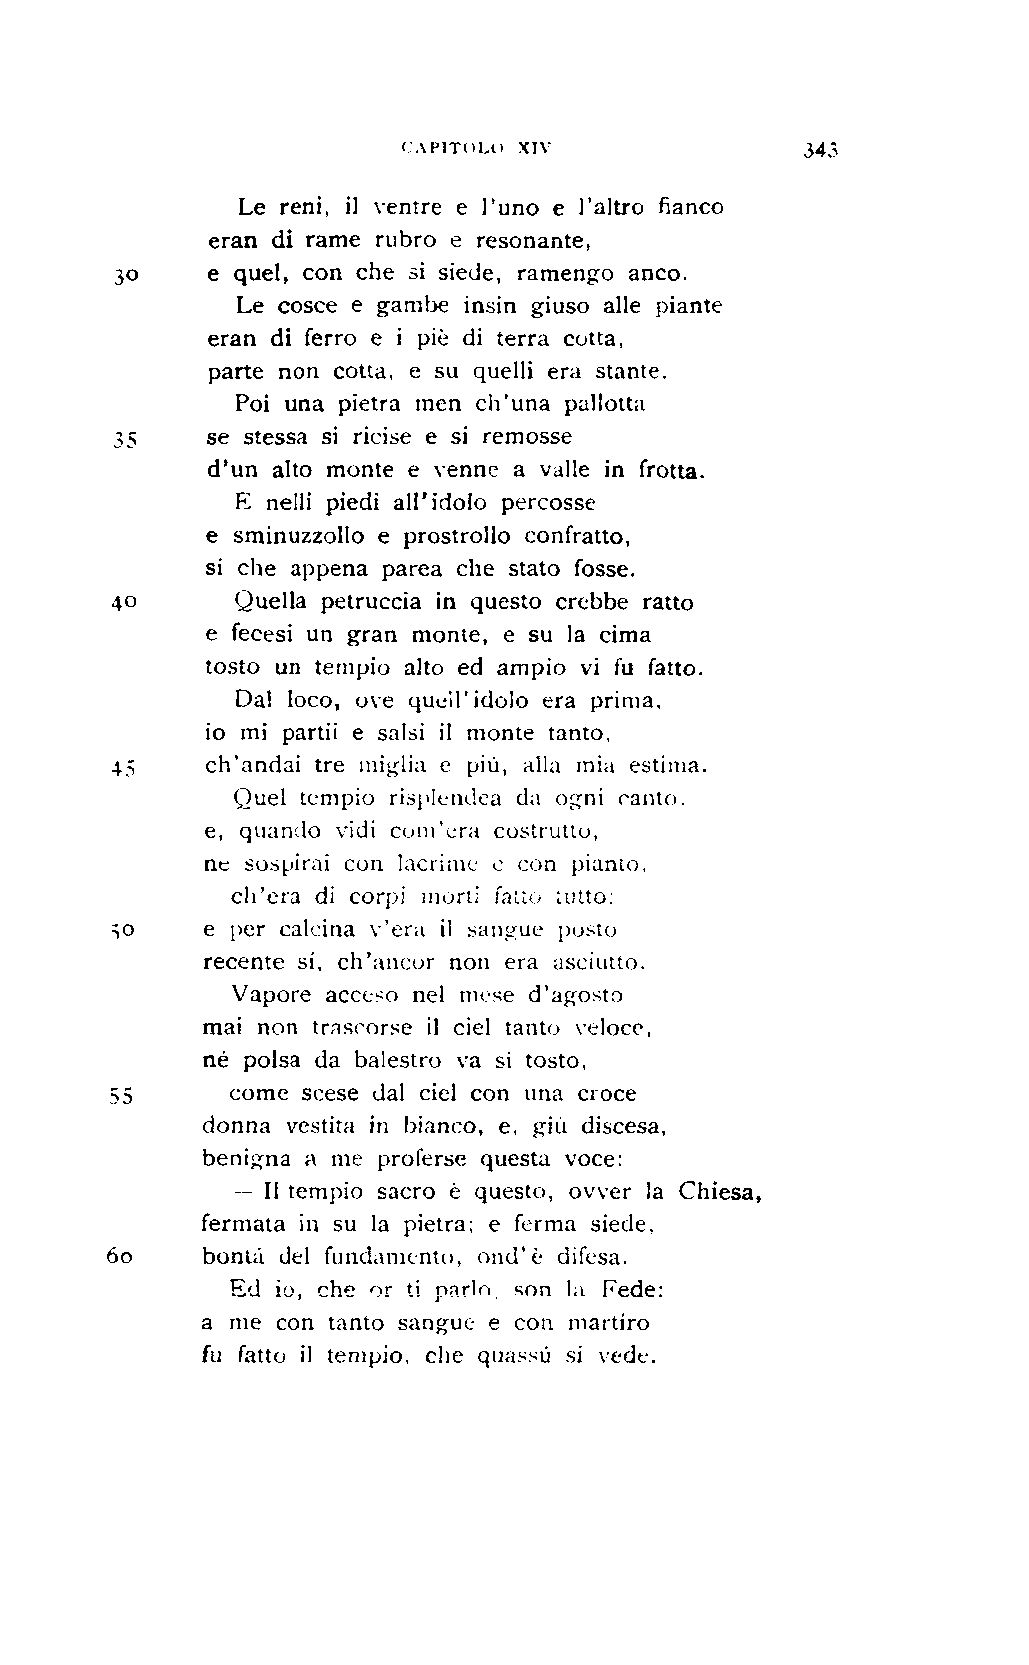 CAPITOLO XIV 343
Le reni, il ventre e l'uno e l'altro fianco
eran di rame rubro e resonante,
30 e quel, con che si siede, ramengo anco.
Le cosce e gambe insin giuso alle piante
eran di ferro e i piè di terra cotta,
parte non cotta, e su quelli era stante.
Poi una pietra men ch'una pallotta
35 se stessa si ricise e si remosse
d'un alto monte e venne a valle in frotta.
E nelli piedi all'idolo percosse
e sminuzzollo e prostrollo confratto,
si che appena parea che stato fosse.
40 Quella petruccia in questo crebbe ratto
e fecesi un gran monte, e su la cima
tosto un tempio alto ed ampio vi fu fatto.
Dal loco, ove quell'idolo era prima,
io mi partii e salsi il monte tanto,
45 ch'andai tre miglia e piú, alla mia estima.
Quel tempio risplendea da ogni canto.
e, quando vidi com'era costrutto,
ne sospirai con lacrime e con pianto,
ch'era di corpi morti fatto tutto:
50 e per calcina v'era il sangue posto
recente sí, ch'ancor non era asciutto.
Vapore acceso nel mese d'agosto
mai non trascorse il ciel tanto veloce,
né polsa da balestro va si tosto,
55 come scese dal ciel con una croce
donna vestita in bianco, e, giú discesa,
benigna a me proferse questa voce:
— Il tempio sacro è questo, ovver la Chiesa,
fermata in su la pietra; e ferma siede,
60 bontá del fundamento, ond'è difesa.
Ed io, che or ti parlo, son la Fede:
a me con tanto sangue e con martiro
fu fatto il tempio, che quassú si vede.